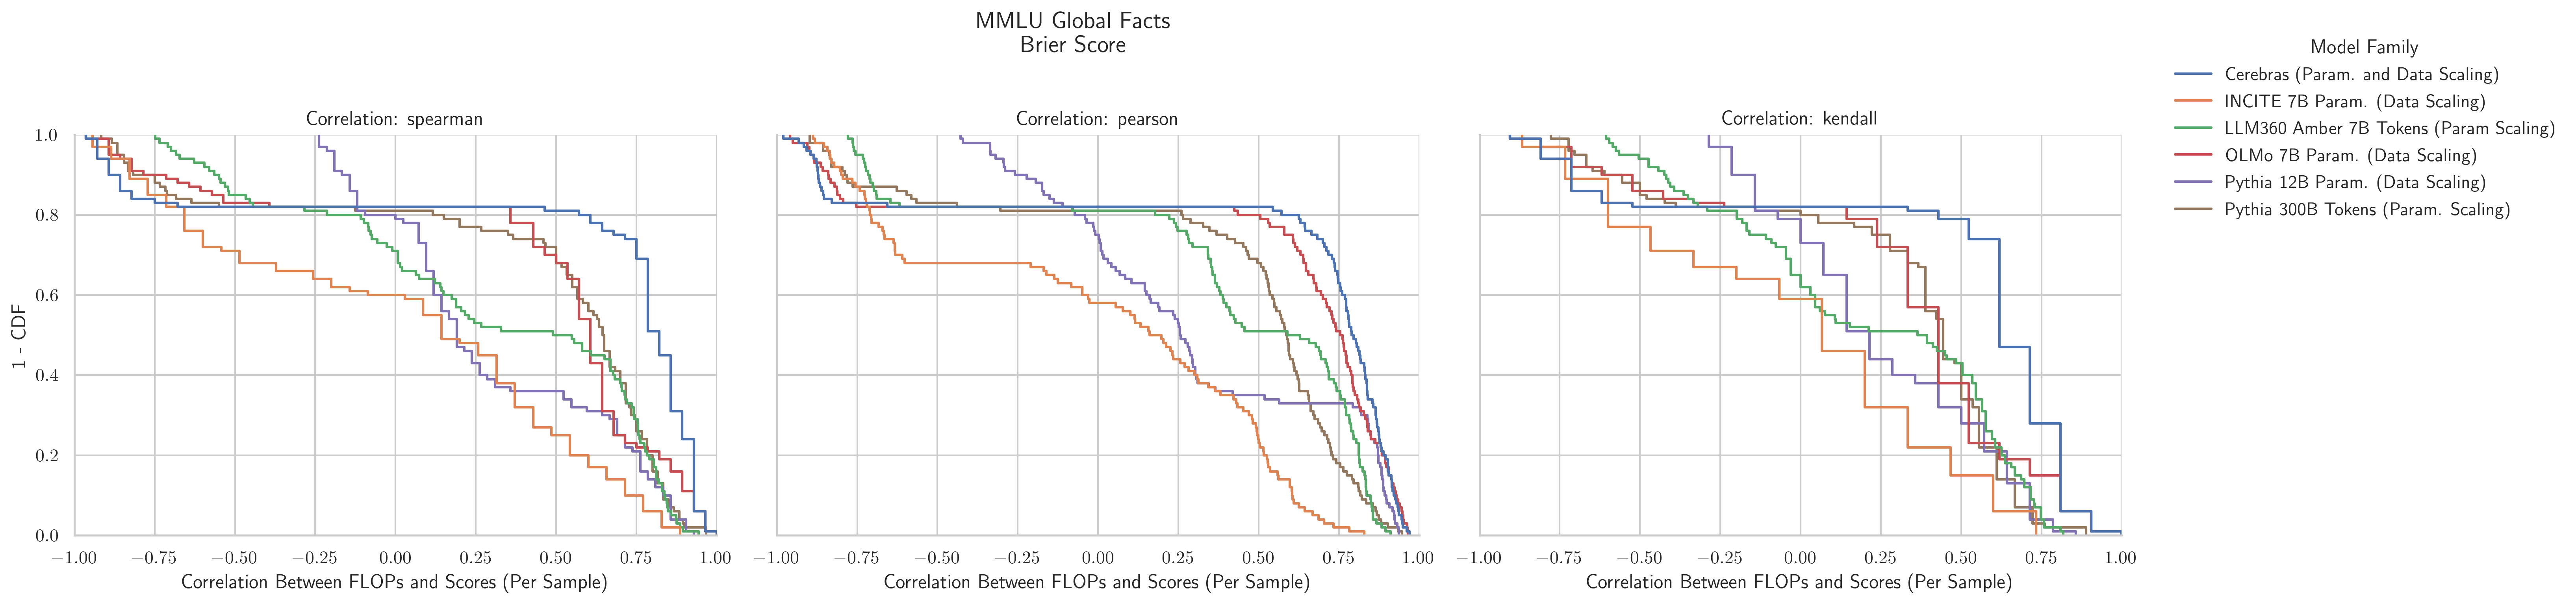 MMLU Global Facts
Brier Score
Model Family
Cerebras (Param. and Data Scaling)
INCITE 7B Param. (Data Scaling)
LLM360 Amber 7B Tokens (Param Scaling)
OLMo 7B Param. (Data Scaling)
Pythia 12B Param. (Data Scaling)
Pythia 300B Tokens (Param. Scaling)
Correlation: spearman
1 - CDF
1.0
0.8
0.6
0.4
0.2
0.0
−1.00 −0.75 −0.50 −0.25 0.00 0.25 0.50 0.75 1.00
Correlation Between FLOPs and Scores (Per Sample)
Correlation: pearson
−1.00 −0.75 −0.50 −0.25 0.00 0.25 0.50 0.75 1.00
Correlation Between FLOPs and Scores (Per Sample)
Correlation: kendall
−1.00 −0.75 −0.50 −0.25 0.00 0.25 0.50 0.75 1.00
Correlation Between FLOPs and Scores (Per Sample)